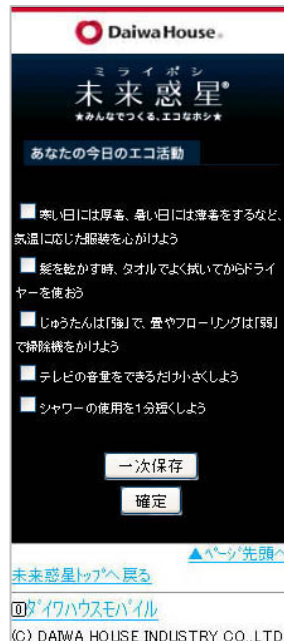 Daiwa House®
ミライボシ
未来惑星®
★みんなでつくる、エコなホシ★
あなたの今日のエコ活動
寒い日には厚着、暑い日には薄着をするなど、
気温に応じた服装を心がけよう
髪を乾かす時、タオルでよく拭いてからドライ
ヤーを使おう
じゅうたんは「強」で、畳やフローリングは「弱」
で掃除機をかけよう
テレビの音量をできるだけ小さくしよう
シャワーの使用を1分短くしよう
一次保存
確定
▲ページ先頭へ
未来惑星トップへ戻る
0ダイワハウスモバイル
(C) DAIWA HOUSE INDUSTRY CO.,LTD.